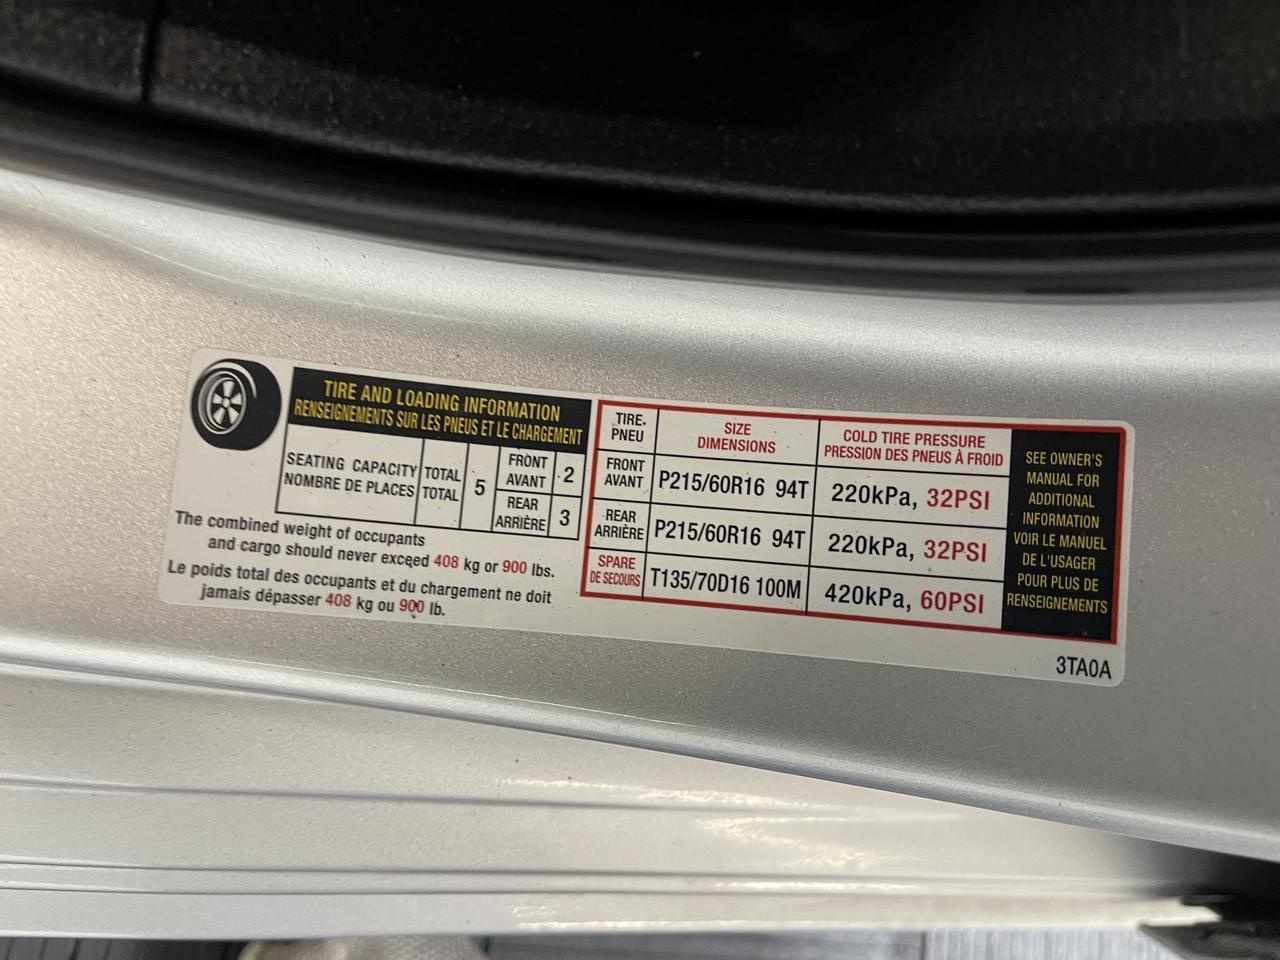 TIRE AND LOADING INFORMATION
RENSEIGNEMENTS SUR LES PNEUS ET LE CHARGEMENT
SEATING CAPACITY TOTAL 5 FRONT 2
NOMBRE DE PLACES TOTAL AVANT
REAR 3
ARRIÈRE
The combined weight of occupants
and cargo should never exceed 408 kg or 900 lbs.
Le poids total des occupants et du chargement ne doit
jamais dépasser 408 kg ou 900 lb.
TIRE. SIZE COLD TIRE PRESSURE
PNEU DIMENSIONS PRESSION DES PNEUS À FROID
FRONT P215/60R16 94T 220kPa, 32PSI
AVANT
REAR P215/60R16 94T 220kPa, 32PSI
ARRIÈRE
SPARE T135/70D16 100M 420kPa, 60PSI
DE SECOURS
SEE OWNER'S
MANUAL FOR
ADDITIONAL
INFORMATION
VOIR LE MANUEL
DE L'USAGER
POUR PLUS DE
RENSEIGNEMENTS
3TA0A